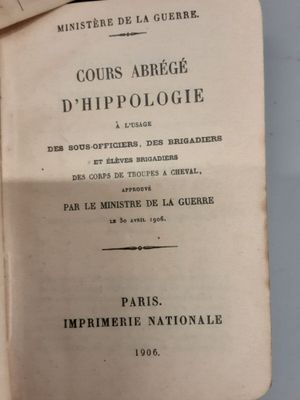 MINISTÈRE DE LA GUERRE.
COURS ABRÉGÉ
D'HIPPOLOGIE
À L'USAGE
DES SOUS-OFFICIERS, DES BRIGADIERS
ET ÉLÈVES BRIGADIERS
DES CORPS DE TROUPES A CHEVAL,
APPROUVÉ
PAR LE MINISTRE DE LA GUERRE
LE 30 AVRIL 1906.
PARIS.
IMPRIMERIE NATIONALE
1906.